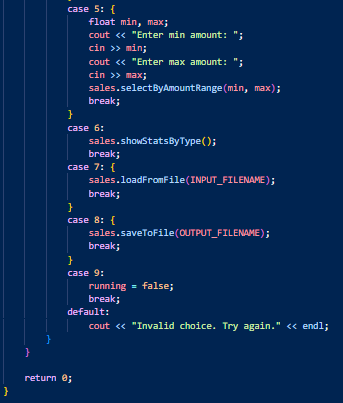 case 5: {
float min, max;
cout << "Enter min amount: ";
cin >> min;
cout << "Enter max amount: ";
cin >> max;
sales.selectByAmountRange(min, max);
break;
}
case 6:
sales.showStatsByType();
break;
case 7: {
sales.loadFromFile(INPUT_FILENAME);
break;
}
case 8: {
sales.saveToFile(OUTPUT_FILENAME);
break;
}
case 9:
running = false;
break;
default:
cout << "Invalid choice. Try again." << endl;
}
}
return 0;
}